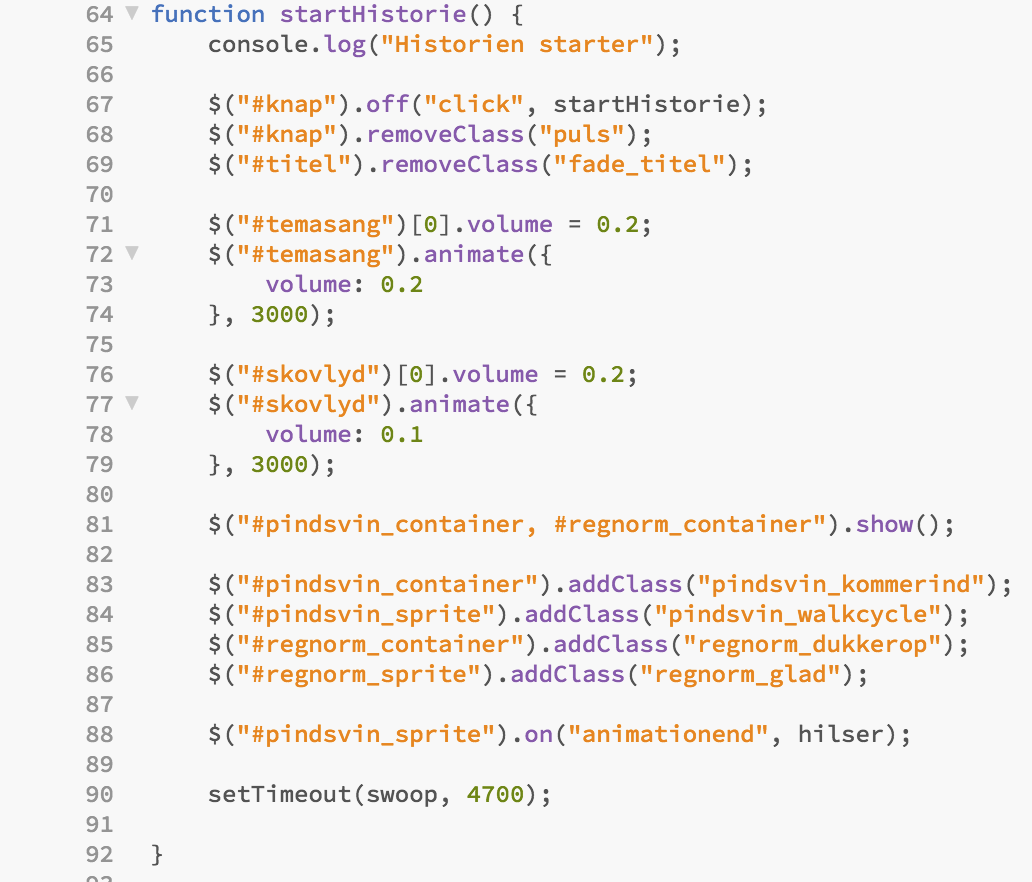 64 ▼ function startHistorie() {
65     console.log("Historien starter");
66
67     $("#knap").off("click", startHistorie);
68     $("#knap").removeClass("puls");
69     $("#titel").removeClass("fade_titel");
70
71     $("#temasang")[0].volume = 0.2;
72 ▼     $("#temasang").animate({
73         volume: 0.2
74     }, 3000);
75
76     $("#skovlyd")[0].volume = 0.2;
77 ▼     $("#skovlyd").animate({
78         volume: 0.1
79     }, 3000);
80
81     $("#pindsvin_container, #regnorm_container").show();
82
83     $("#pindsvin_container").addClass("pindsvin_kommerind");
84     $("#pindsvin_sprite").addClass("pindsvin_walkcycle");
85     $("#regnorm_container").addClass("regnorm_dukkerop");
86     $("#regnorm_sprite").addClass("regnorm_glad");
87
88     $("#pindsvin_sprite").on("animationend", hilser);
89
90     setTimeout(swoop, 4700);
91
92 }